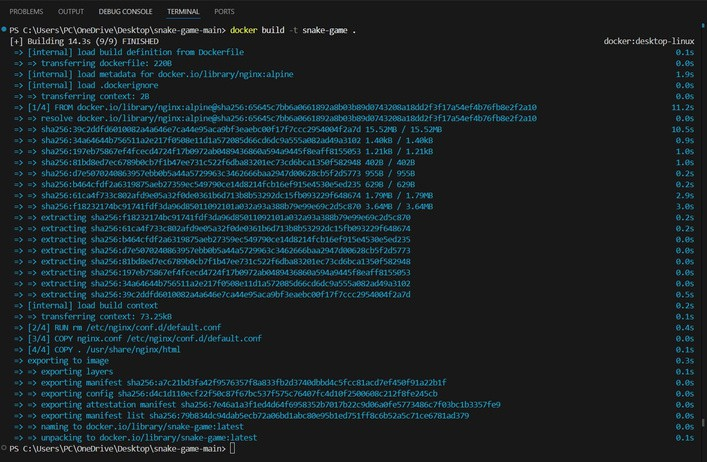 PROBLEMS OUTPUT DEBUG CONSOLE TERMINAL PORTS
PS C:\Users\PC\OneDrive\Desktop\snake-game-main> docker build -t snake-game .
[+] Building 14.3s (9/9) FINISHED docker:desktop-linux
=> [internal] load build definition from Dockerfile 0.1s
=> => transferring dockerfile: 220B 0.0s
=> [internal] load metadata for docker.io/library/nginx:alpine 1.9s
=> [internal] load .dockerignore 0.0s
=> => transferring context: 2B 0.0s
=> [1/4] FROM docker.io/library/nginx:alpine@sha256:65645c7bb6a0661892a8b03b89d0743208a18dd2f3f17a54ef4b76fb8e2f2a10 11.2s
=> => resolve docker.io/library/nginx:alpine@sha256:65645c7bb6a0661892a8b03b89d0743208a18dd2f3f17a54ef4b76fb8e2f2a10 0.0s
=> => sha256:39c2ddfd6010082a4a646e7ca44e95aca9bf3eaebc00f17f7ccc2954004f2a7d 15.52MB / 15.52MB 10.5s
=> => sha256:34a64644b756511a2e217f0508e11d1a572085d66cd6dc9a555a082ad49a3102 1.40kB / 1.40kB 0.9s
=> => sha256:197eb75867ef4fcecd4724f17b0972ab0489436860a594a9445f8eaff8155053 1.21kB / 1.21kB 1.0s
=> => sha256:81bd8ed7ec6789b0cb7f1b47ee731c522f6dba83201ec73cd6bca1350f582948 402B / 402B 1.0s
=> => sha256:d7e5070240863957ebb0b5a44a5729963c3462666baa2947d00628cb5f2d5773 955B / 955B 0.2s
=> => sha256:b464cfdf2a6319875aeb27359ec549790ce14d8214fcb16ef915e4530e5ed235 629B / 629B 0.2s
=> => sha256:61ca4f733c802afd9e05a32f0de0361b6d713b8b53292dc15fb093229f648674 1.79MB / 1.79MB 2.9s
=> => sha256:f18232174bc91741fdf3da96d85011092101a032a93a388b79e99e69c2d5c870 3.64MB / 3.64MB 3.0s
=> => extracting sha256:f18232174bc91741fdf3da96d85011092101a032a93a388b79e99e69c2d5c870 0.2s
=> => extracting sha256:61ca4f733c802afd9e05a32f0de0361b6d713b8b53292dc15fb093229f648674 0.2s
=> => extracting sha256:b464cfdf2a6319875aeb27359ec549790ce14d8214fcb16ef915e4530e5ed235 0.0s
=> => extracting sha256:d7e5070240863957ebb0b5a44a5729963c3462666baa2947d00628cb5f2d5773 0.0s
=> => extracting sha256:81bd8ed7ec6789b0cb7f1b47ee731c522f6dba83201ec73cd6bca1350f582948 0.0s
=> => extracting sha256:197eb75867ef4fcecd4724f17b0972ab0489436860a594a9445f8eaff8155053 0.0s
=> => extracting sha256:34a64644b756511a2e217f0508e11d1a572085d66cd6dc9a555a082ad49a3102 0.0s
=> => extracting sha256:39c2ddfd6010082a4a646e7ca44e95aca9bf3eaebc00f17f7ccc2954004f2a7d 0.5s
=> [internal] load build context 0.2s
=> => transferring context: 73.25kB 0.1s
=> [2/4] RUN rm /etc/nginx/conf.d/default.conf 0.4s
=> [3/4] COPY nginx.conf /etc/nginx/conf.d/default.conf 0.0s
=> [4/4] COPY . /usr/share/nginx/html 0.1s
exporting to image 0.3s
=> => exporting layers 0.1s
=> => exporting manifest sha256:a7c21bd3fa42f9576357f8a833fb2d3740dbbd4c5fcc81acd7ef450f91a22b1f 0.0s
=> => exporting config sha256:d4c1d110ecf22f50c87f67bc537f575c76407fc4d10f2500608c212f8fe245cb 0.0s
=> => exporting attestation manifest sha256:7e46a1a3f1ed4d64f6958352b7017b22c9d06a0fe5773486c7f03bc1b3357fe9 0.0s
=> => exporting manifest list sha256:79b834dc94dab5ecb72a06bd1abc80e95b1ed751ff8c6b52a5c71ce6781ad379 0.0s
=> => naming to docker.io/library/snake-game:latest 0.0s
=> => unpacking to docker.io/library/snake-game:latest 0.1s
PS C:\Users\PC\OneDrive\Desktop\snake-game-main>